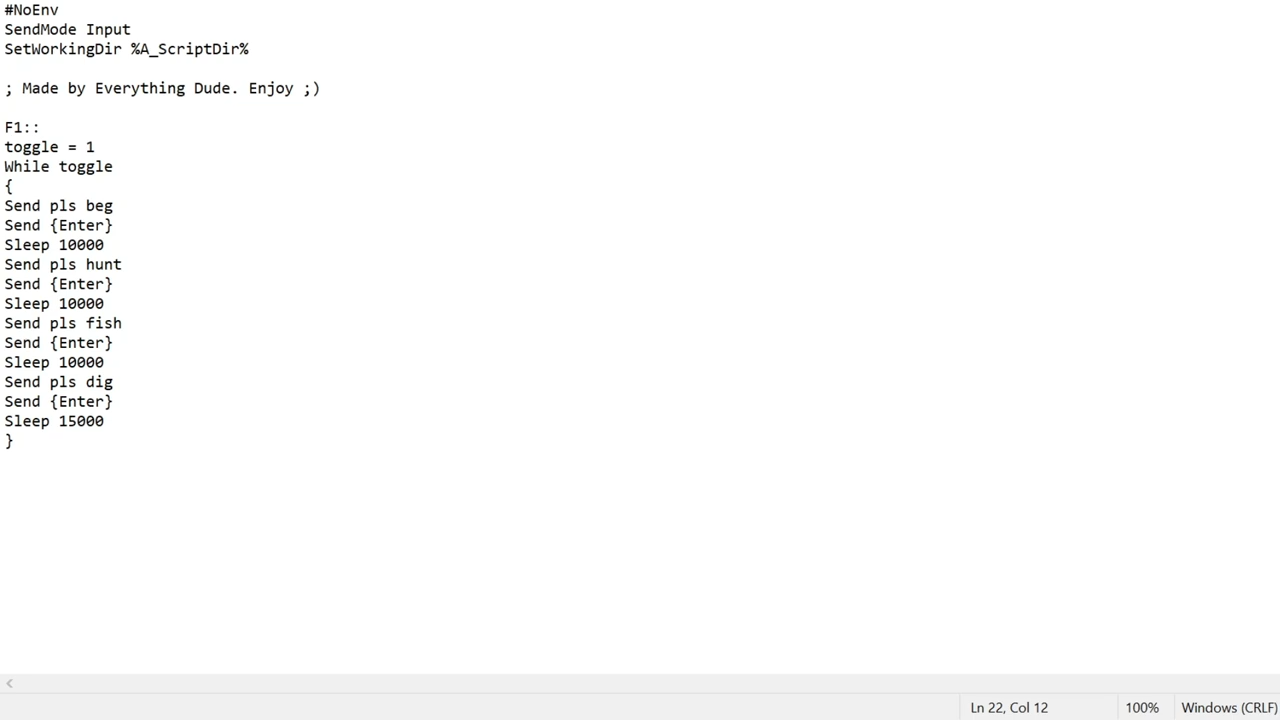 #NoEnv
SendMode Input
SetWorkingDir %A_ScriptDir%
; Made by Everything Dude. Enjoy ;)
F1::
toggle = 1
While toggle
{
Send pls beg
Send {Enter}
Sleep 10000
Send pls hunt
Send {Enter}
Sleep 10000
Send pls fish
Send {Enter}
Sleep 10000
Send pls dig
Send {Enter}
Sleep 15000
}
Ln 22, Col 12 100% Windows (CRLF)